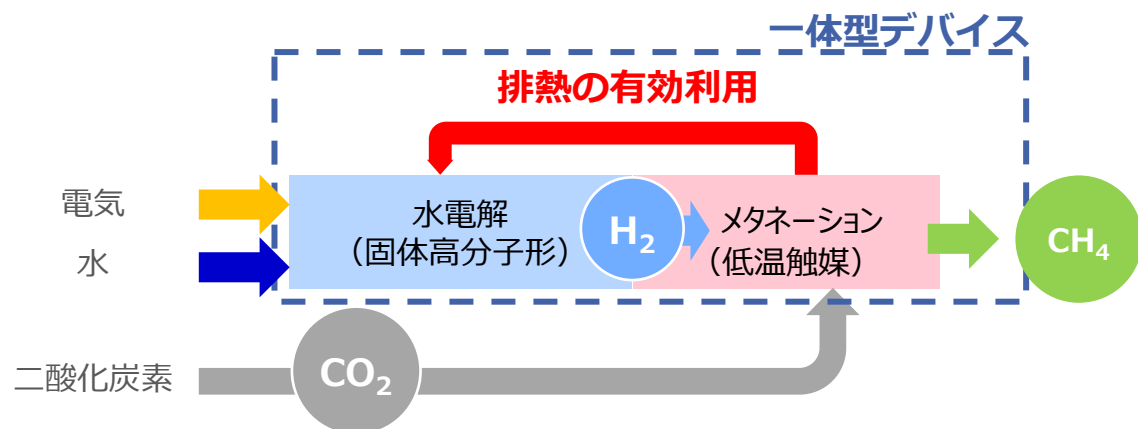 一体型デバイス
排熱の有効利用
電気
水
水電解
（固体高分子形）
H₂
メタネーション
（低温触媒）
CH₄
二酸化炭素
CO₂